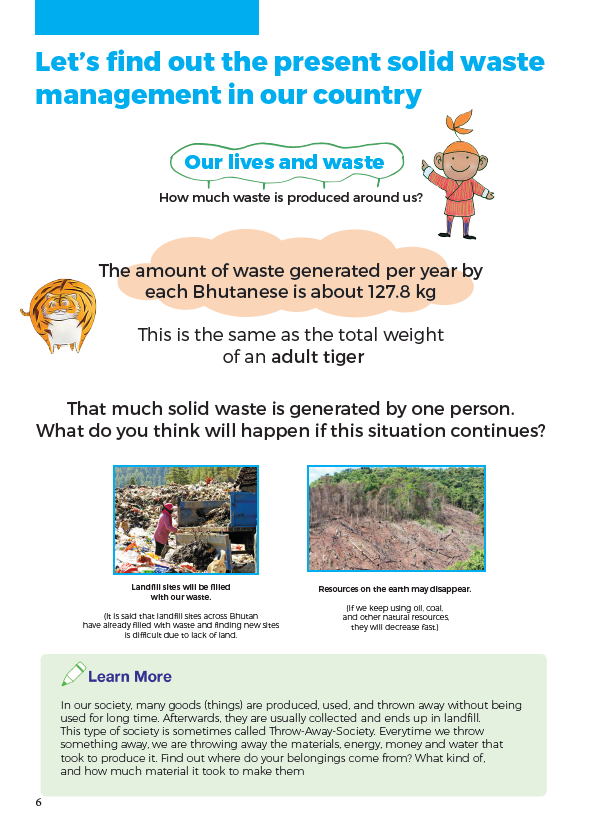 Let's find out the present solid waste
management in our country
Our lives and waste
How much waste is produced around us?
The amount of waste generated per year by
each Bhutanese is about 127.8 kg
This is the same as the total weight
of an adult tiger
That much solid waste is generated by one person.
What do you think will happen if this situation continues?
Landfill sites will be filled
with our waste.
(It is said that landfill sites across Bhutan
have already filled with waste and finding new sites
is difficult due to lack of land.
Resources on the earth may disappear.
(If we keep using oil, coal,
and other natural resources,
they will decrease fast.)
Learn More
In our society, many goods (things) are produced, used, and thrown away without being
used for long time. Afterwards, they are usually collected and ends up in landfill.
This type of society is sometimes called Throw-Away-Society. Everytime we throw
something away, we are throwing away the materials, energy, money and water that
took to produce it. Find out where do your belongings come from? What kind of,
and how much material it took to make them
6